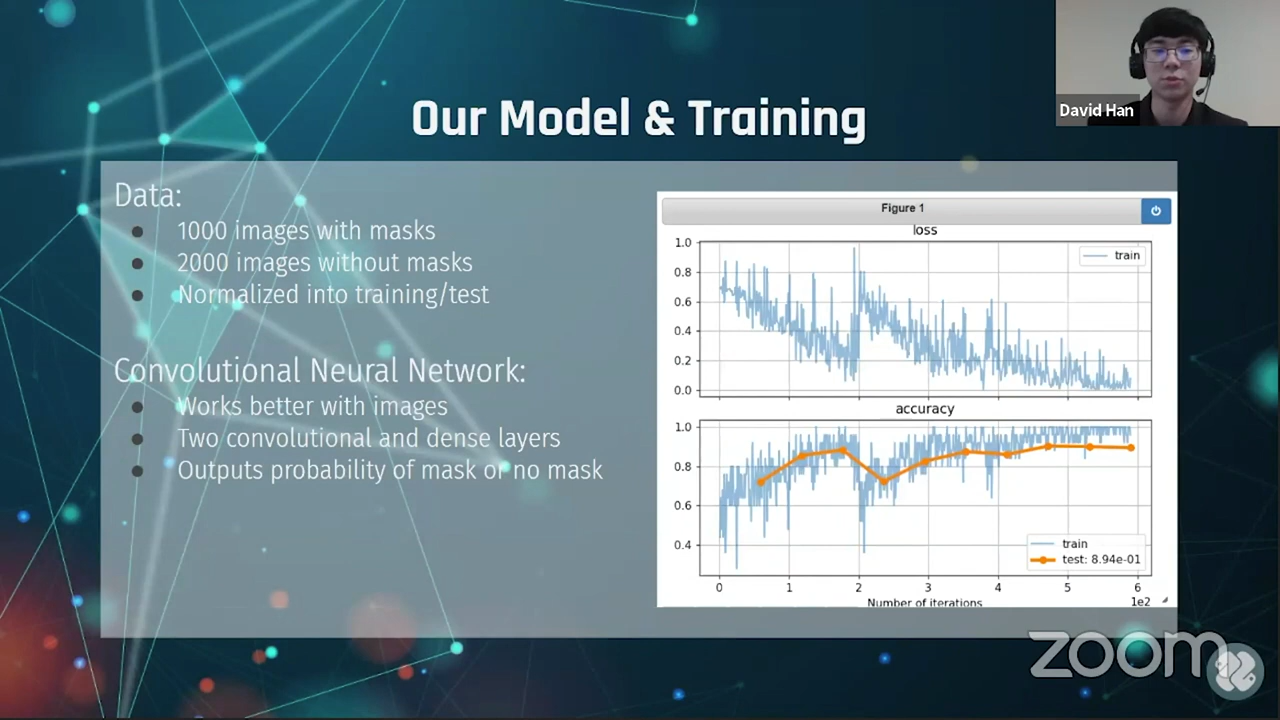 David Han
Our Model & Training
Data:
1000 images with masks
2000 images without masks
Normalized into training/test
Convolutional Neural Network:
Works better with images
Two convolutional and dense layers
Outputs probability of mask or no mask
Figure 1
loss
1.0
0.8
0.6
0.4
0.2
0.0
train
accuracy
1.0
0.8
0.6
0.4
train
test: 8.94e-01
0 1 2 3 4 5 6
1e2
Number of iterations
zoom